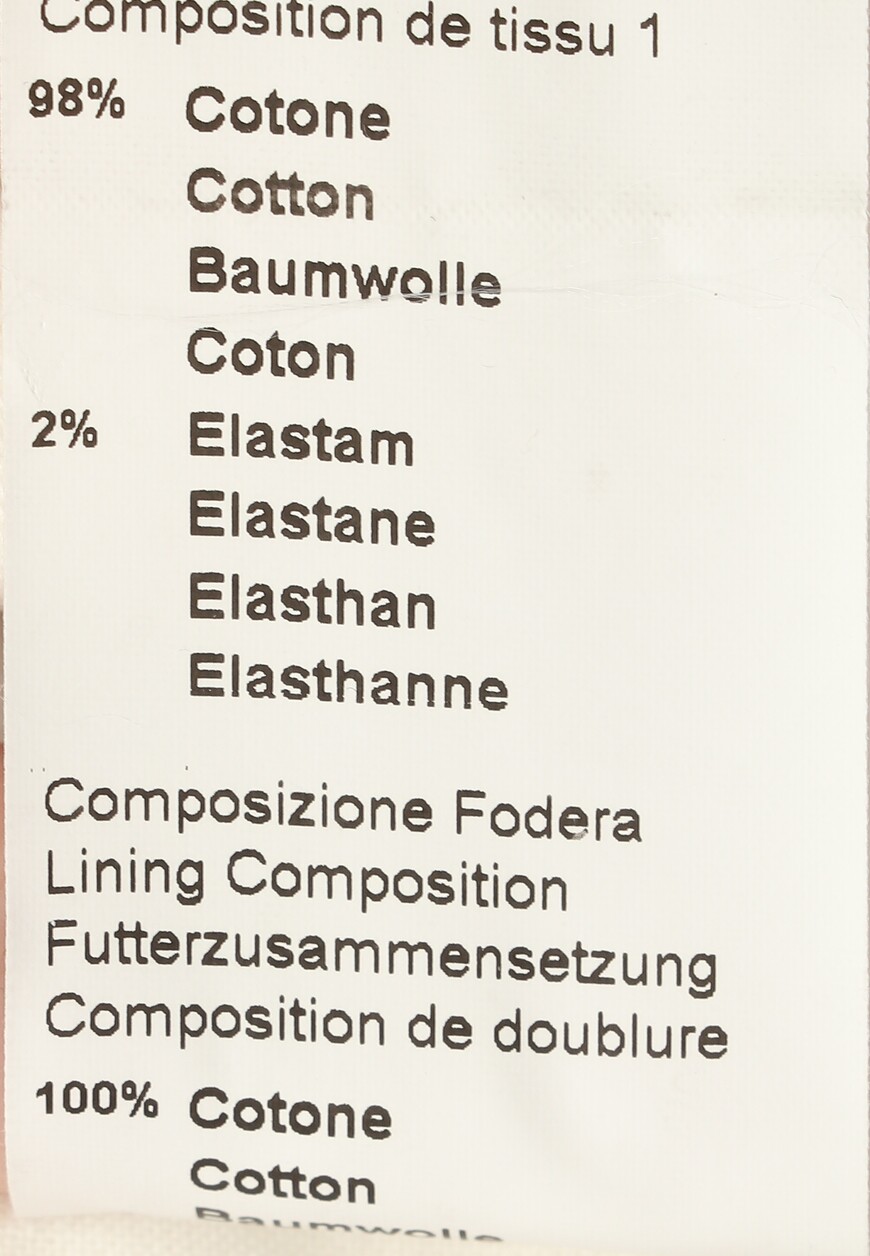 Composition de tissu 1
98% Cotone
Cotton
Baumwolle
Coton
2% Elastam
Elastane
Elasthan
Elasthanne
Composizione Fodera
Lining Composition
Futterzusammensetzung
Composition de doublure
100% Cotone
Cotton
Baumwolle